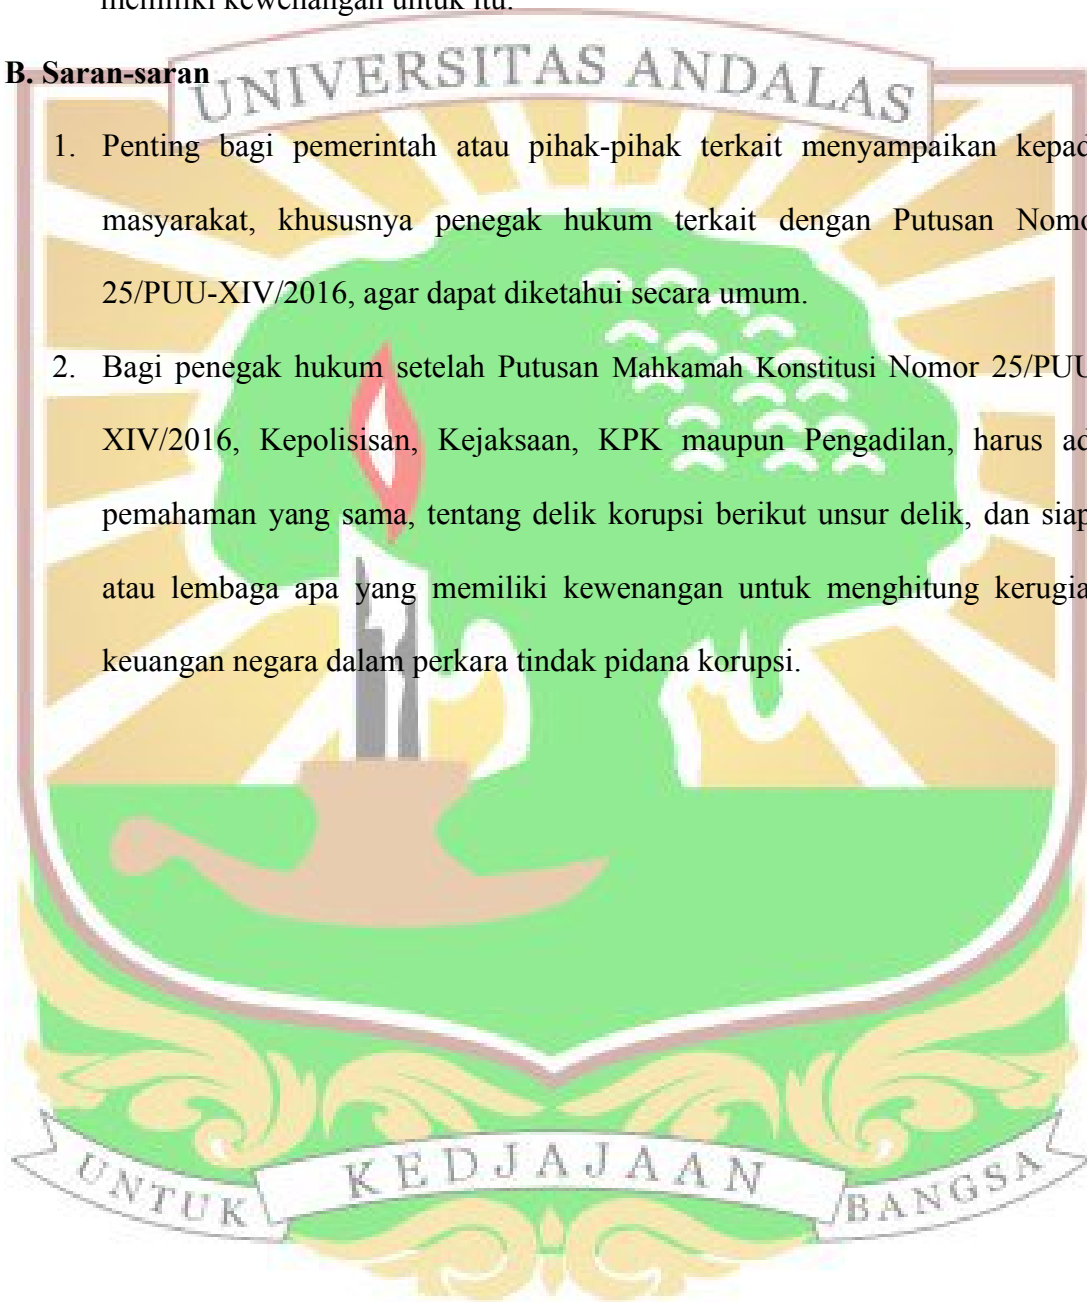 memiliki kewenangan untuk itu.
B. Saran-saran
UNIVERSITAS ANDALAS
1. Penting bagi pemerintah atau pihak-pihak terkait menyampaikan kepad
masyarakat, khususnya penegak hukum terkait dengan Putusan Nomo
25/PUU-XIV/2016, agar dapat diketahui secara umum.
2. Bagi penegak hukum setelah Putusan Mahkamah Konstitusi Nomor 25/PUU
XIV/2016, Kepolisisan, Kejaksaan, KPK maupun Pengadilan, harus ad
pemahaman yang sama, tentang delik korupsi berikut unsur delik, dan siap
atau lembaga apa yang memiliki kewenangan untuk menghitung kerugia
keuangan negara dalam perkara tindak pidana korupsi.
UNTUK KEDJAJAAN BANGSA